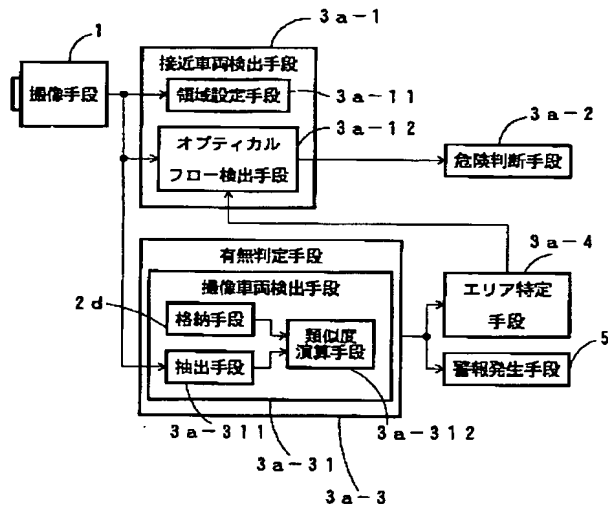 3a-1
1
接近車両検出手段
撮像手段
領域設定手段
3a-11
3a-12
3a-2
オプティカル
フロー検出手段
危険判断手段
有無判定手段
3a-4
撮像車両検出手段
2d
エリア特定
手段
格納手段
類似度
演算手段
抽出手段
5
警報発生手段
3a-311
3a-312
3a-31
3a-3